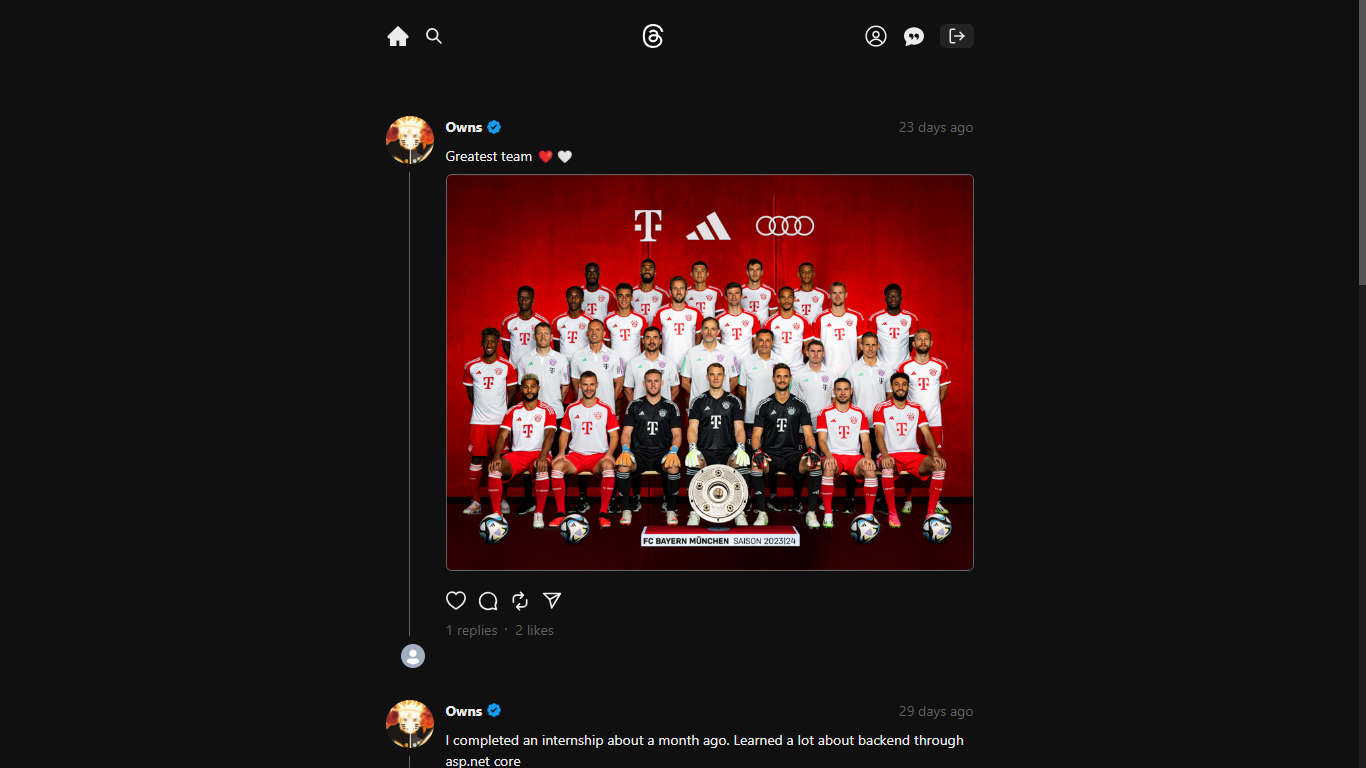 Owns
23 days ago
Greatest team ❤️🤍
T
FC BAYERN MÜNCHEN SAISON 2023|24
1 replies · 2 likes
Owns
29 days ago
I completed an internship about a month ago. Learned a lot about backend through
asp.net core